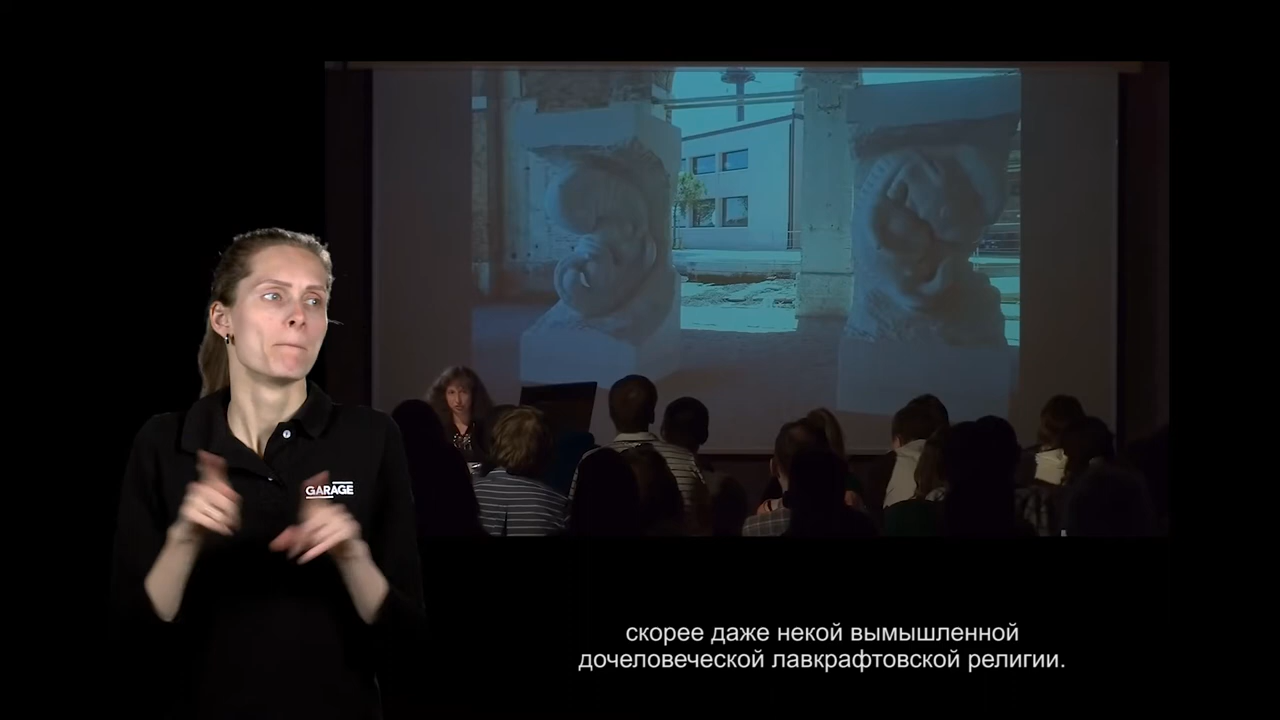 GARAGE
скорее даже некой вымышленной
дочеловеческой лавкрафтовской религии.